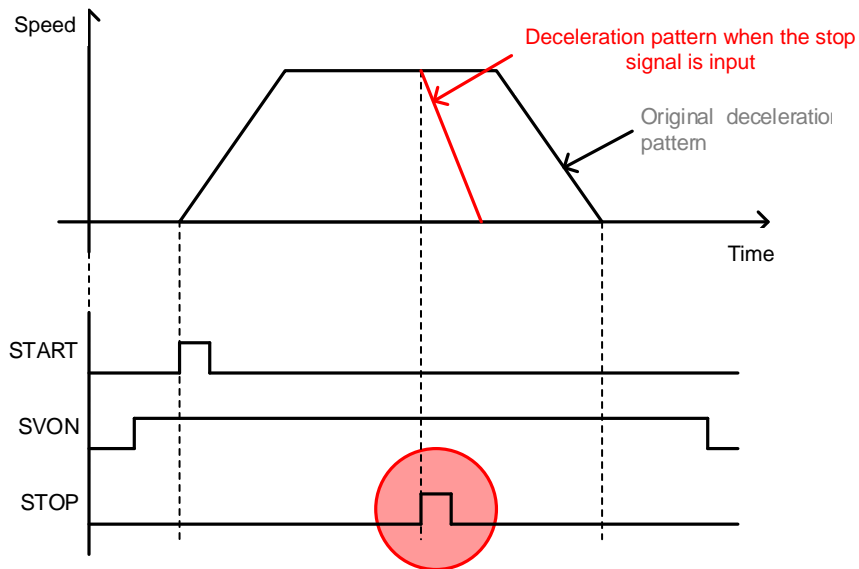 Speed
Deceleration pattern when the stop
signal is input
Original deceleration
pattern
Time
START
SVON
STOP